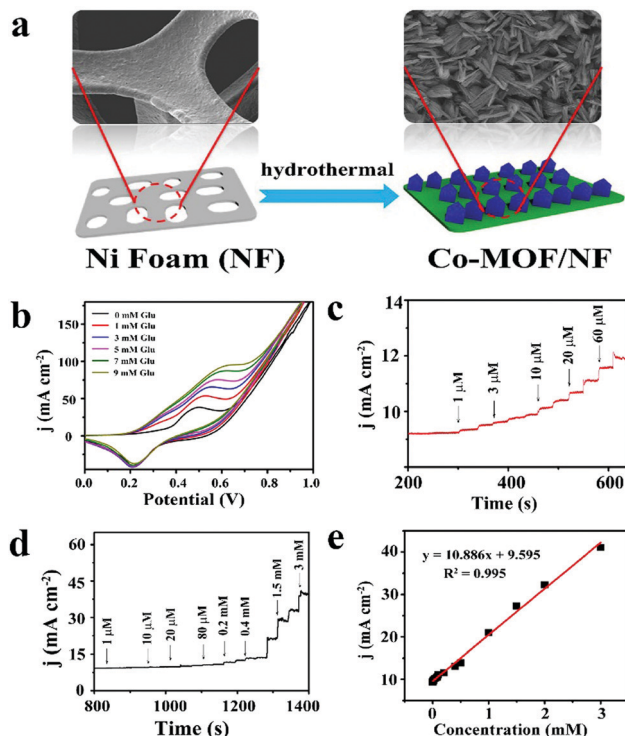 a
hydrothermal
Ni Foam (NF)
Co-MOF/NF
b
j (mA cm⁻²)
150
100
50
0
0 mM Glu
1 mM Glu
3 mM Glu
5 mM Glu
7 mM Glu
9 mM Glu
0.0 0.2 0.4 0.6 0.8 1.0
Potential (V)
c
j (mA cm⁻²)
14
12
10
8
1 μM
3 μM
10 μM
20 μM
60 μM
200 400 600
Time (s)
d
j (mA cm⁻²)
60
45
30
15
0
1 μM
10 μM
20 μM
80 μM
0.2 mM
0.4 mM
1.5 mM
3 mM
800 1000 1200 1400
Time (s)
e
j (mA cm⁻²)
50
40
30
20
10
y = 10.886x + 9.595
R² = 0.995
0 1 2 3
Concentration (mM)